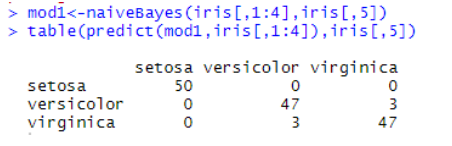 > mod1<-naiveBayes(iris[,1:4],iris[,5])
> table(predict(mod1,iris[,1:4]),iris[,5])
setosa versicolor virginica
setosa 50 0 0
versicolor 0 47 3
virginica 0 3 47